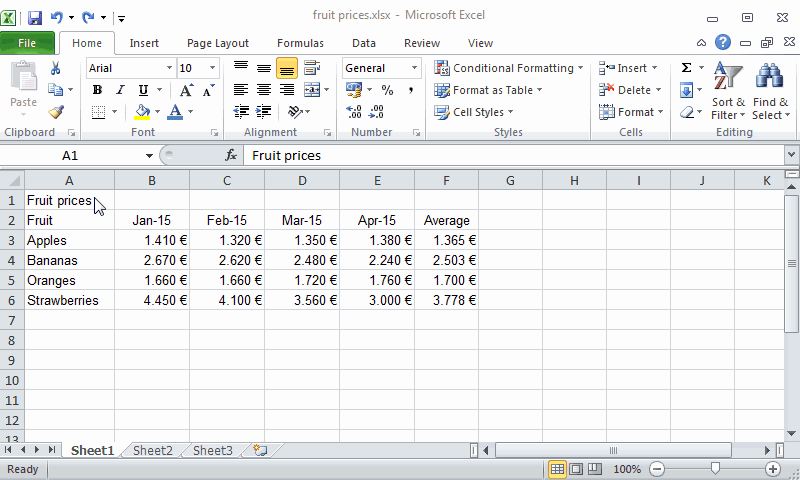 fruit prices.xlsx - Microsoft Excel
File Home Insert Page Layout Formulas Data Review View
Arial 10 General Conditional Formatting Insert Σ
Paste B I U A A % , Format as Table Delete Sort & Filter Find & Select
A Cell Styles Format
Clipboard Font Alignment Number Styles Cells Editing
A1 fx Fruit prices
A B C D E F G H I J K
1 Fruit prices
2 Fruit Jan-15 Feb-15 Mar-15 Apr-15 Average
3 Apples 1.410 € 1.320 € 1.350 € 1.380 € 1.365 €
4 Bananas 2.670 € 2.620 € 2.480 € 2.240 € 2.503 €
5 Oranges 1.660 € 1.660 € 1.720 € 1.760 € 1.700 €
6 Strawberries 4.450 € 4.100 € 3.560 € 3.000 € 3.778 €
7
8
9
10
11
12
13
Sheet1 Sheet2 Sheet3
Ready 100%